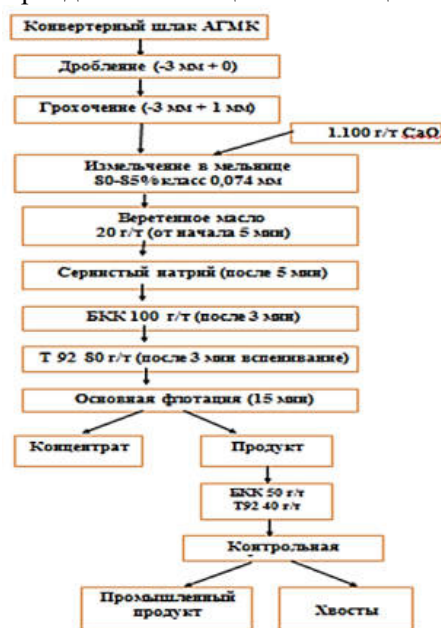 Конвертерный шлак АГМК
Дробление (-3 мм + 0)
Грохочение (-3 мм + 1 мм)
1.100 г/т CaO
Измельчение в мельнице
80-85% класс 0,074 мм
Веретенное масло
20 г/т (от начала 5 мин)
Сернистый натрий (после 5 мин)
БКК 100 г/т (после 3 мин)
Т 92 80 г/т (после 3 мин вспенивание)
Основная флотация (15 мин)
Концентрат
Продукт
БКК 50 г/т
Т92 40 г/т
Контрольная
Промышленный
продукт
Хвосты